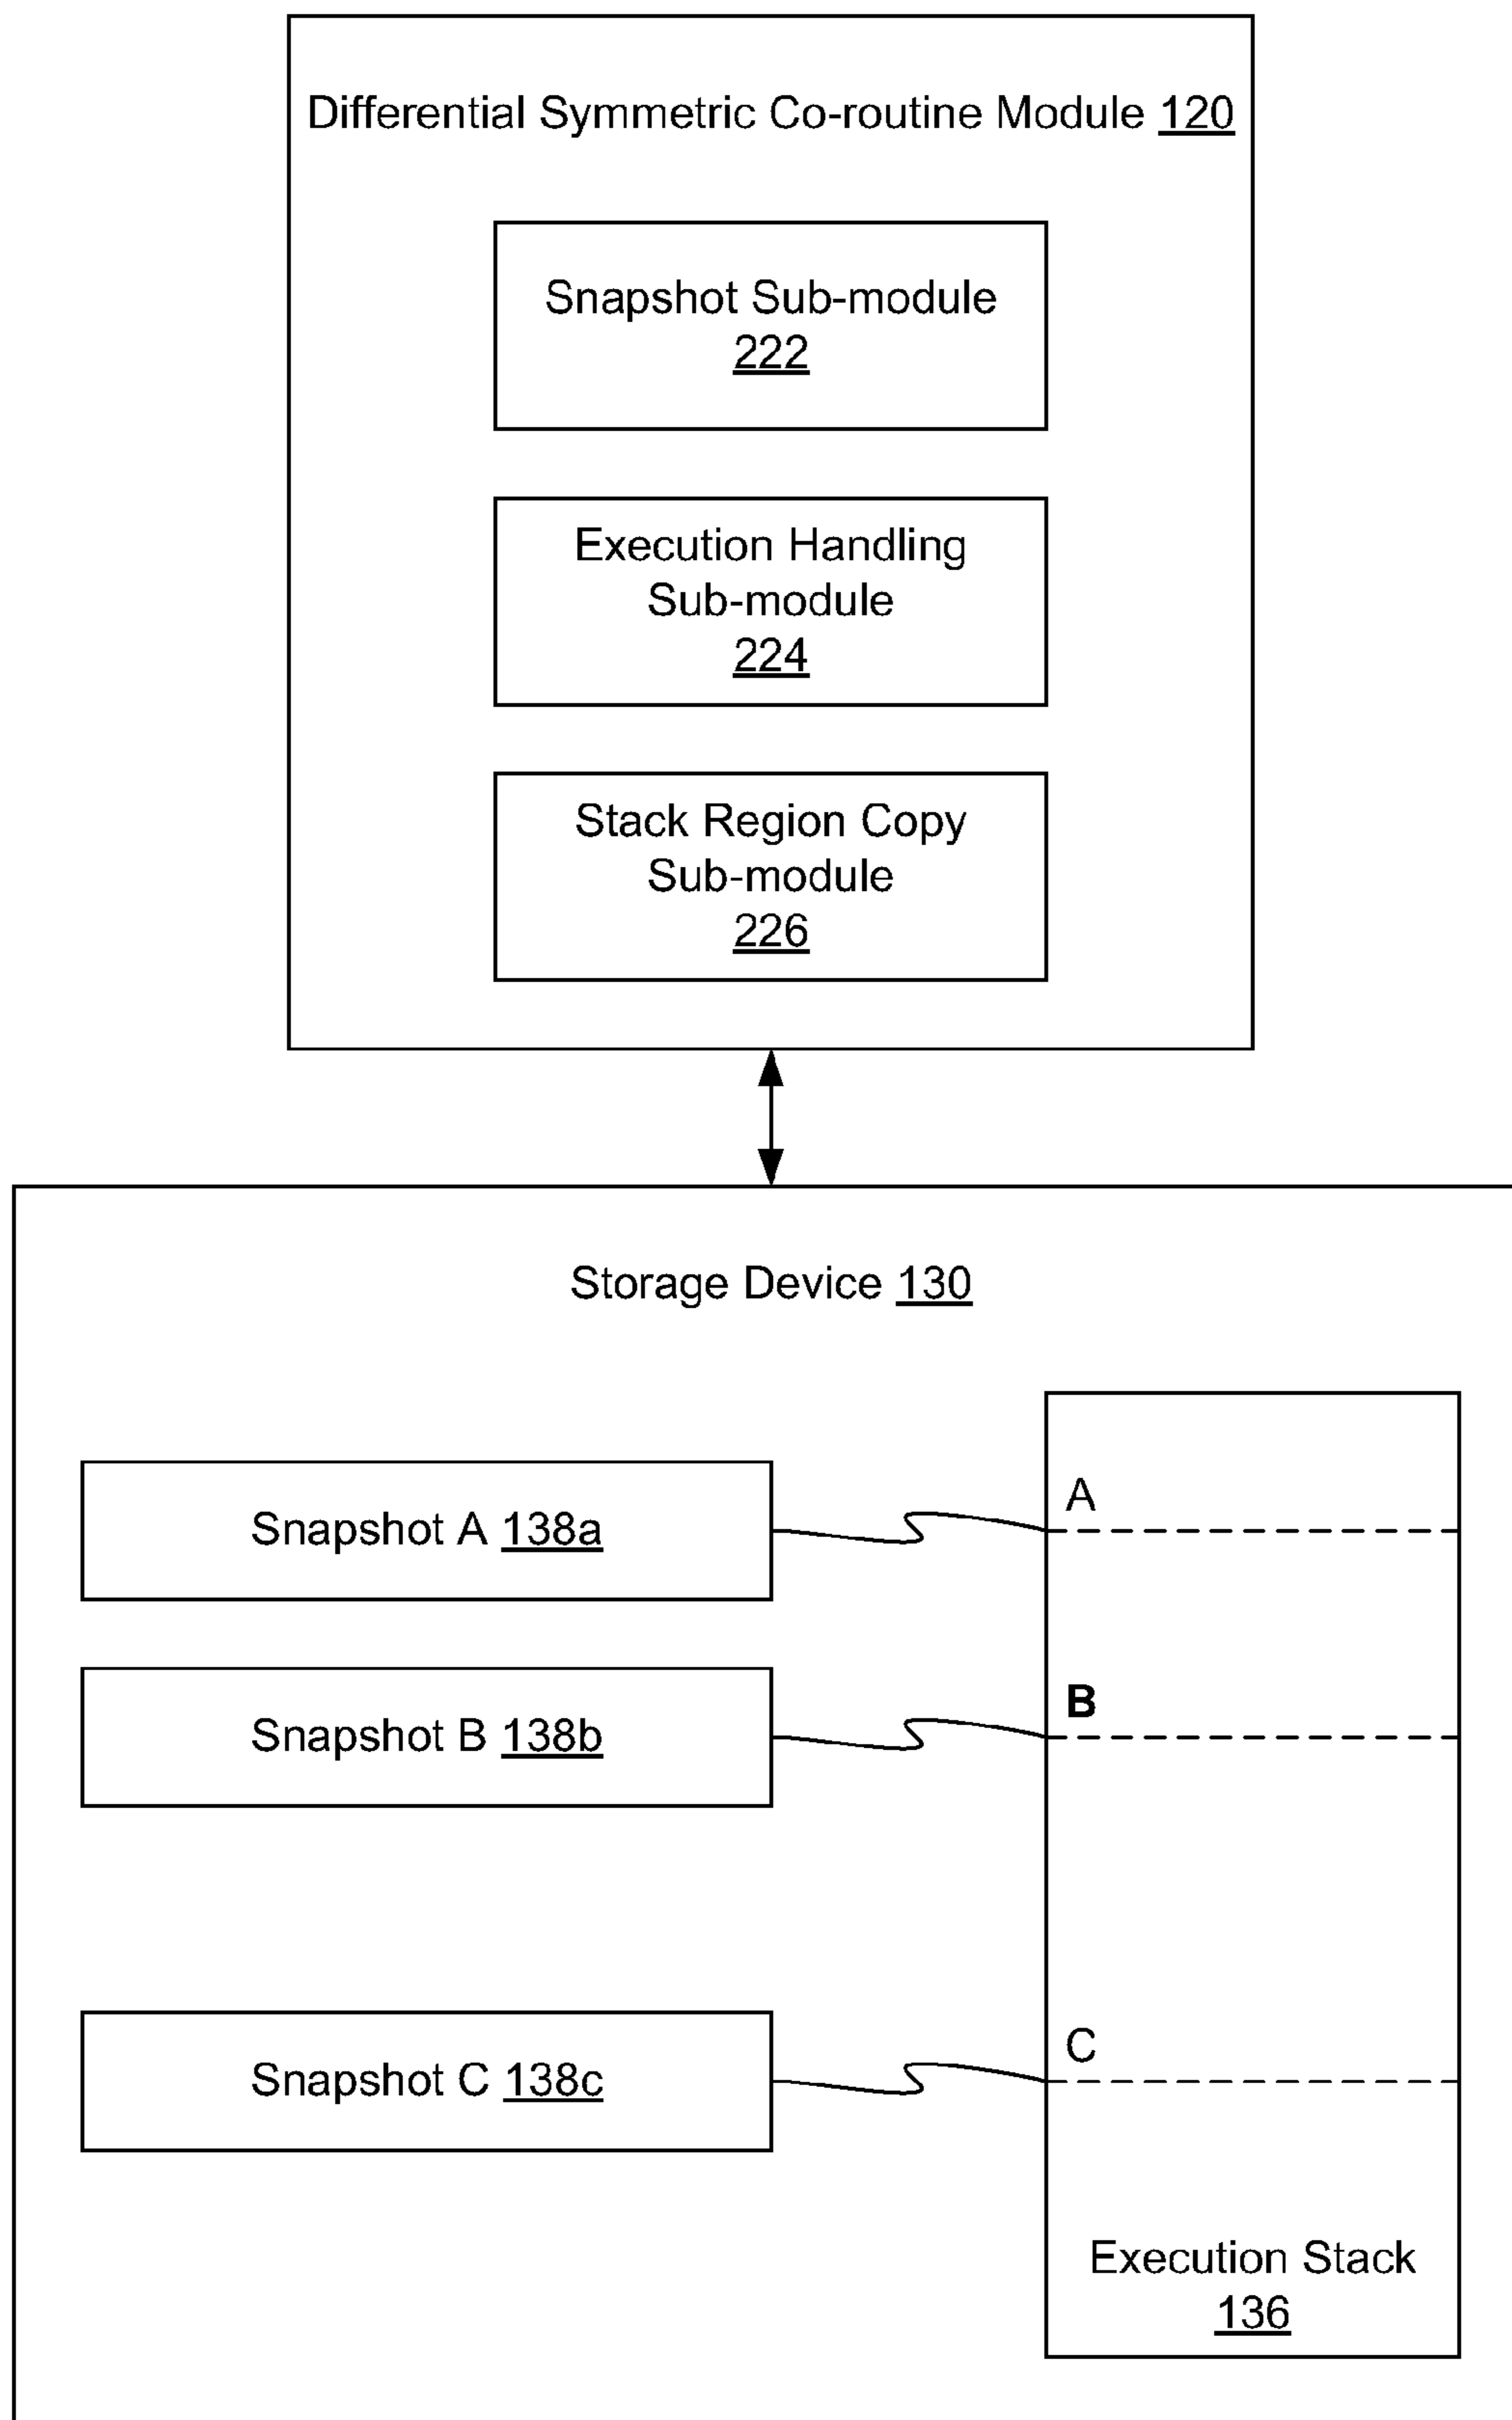 Differential Symmetric Co-routine Module 120
Snapshot Sub-module
222
Execution Handling
Sub-module
224
Stack Region Copy
Sub-module
226
Storage Device 130
A
Snapshot A 138a
B
Snapshot B 138b
C
Snapshot C 138c
Execution Stack
136